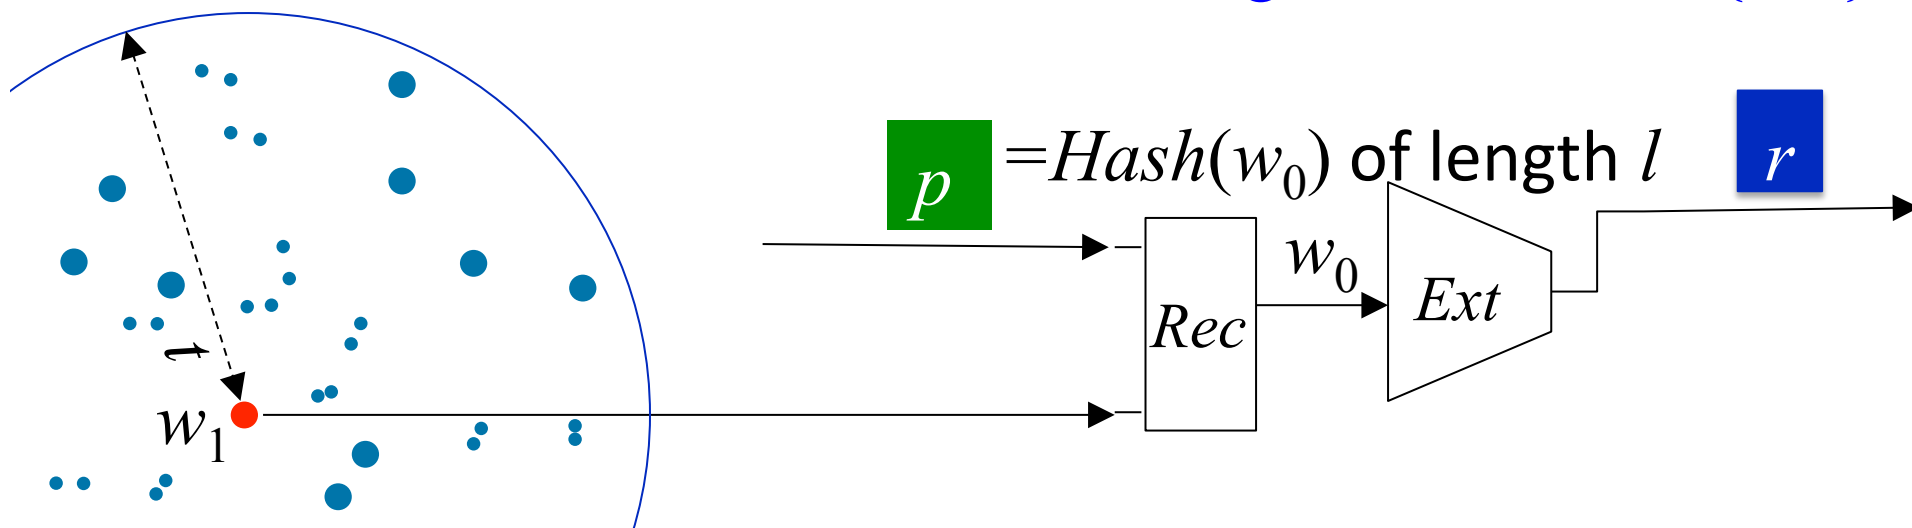 p =Hash(w₀) of length l
r
w₀
Rec
Ext
t
w₁